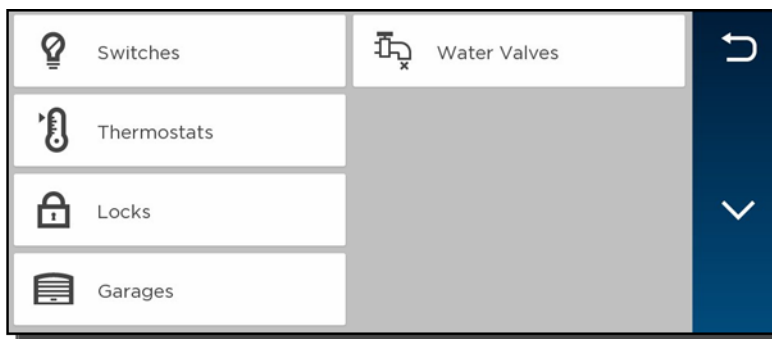 Switches
Water Valves
Thermostats
Locks
Garages